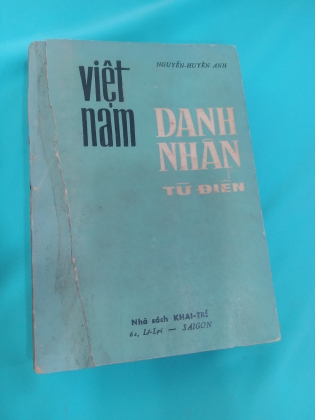 NGUYỄN-HUYỀN ANH
việt
nam
DANH
NHÂN
TỪ ĐIỂN
Nhà sách KHAI-TRÍ
62, Lê-Lợi — SAIGON